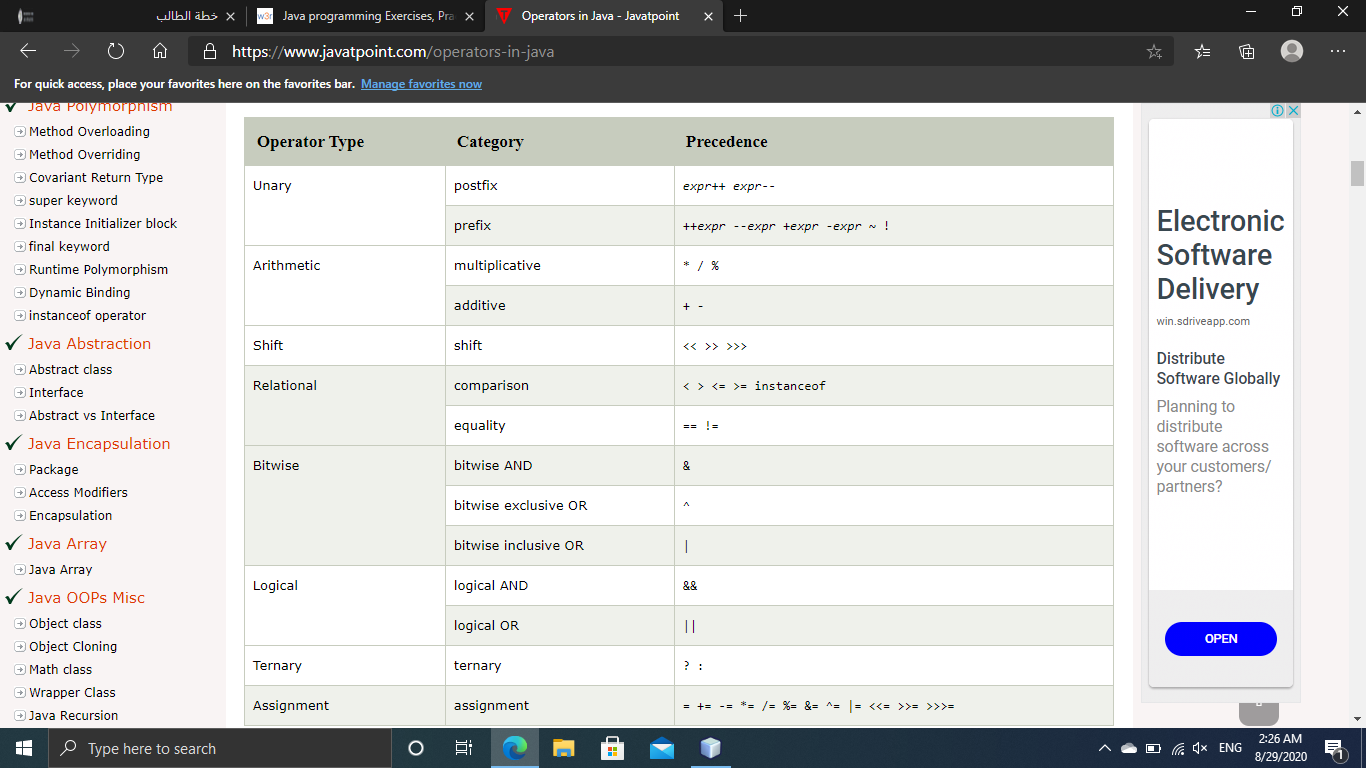 خطة الطالب
w3r Java programming Exercises, Pra
Operators in Java - Javatpoint
https://www.javatpoint.com/operators-in-java
For quick access, place your favorites here on the favorites bar. Manage favorites now
Java Polymorphism
Method Overloading
Method Overriding
Covariant Return Type
super keyword
Instance Initializer block
final keyword
Runtime Polymorphism
Dynamic Binding
instanceof operator
Java Abstraction
Abstract class
Interface
Abstract vs Interface
Java Encapsulation
Package
Access Modifiers
Encapsulation
Java Array
Java Array
Java OOPs Misc
Object class
Object Cloning
Math class
Wrapper Class
Java Recursion
Operator Type Category Precedence
Unary postfix expr++ expr--
prefix ++expr --expr +expr -expr ~ !
Arithmetic multiplicative * / %
additive + -
Shift shift << >> >>>
Relational comparison < > <= >= instanceof
equality == !=
Bitwise bitwise AND &
bitwise exclusive OR ^
bitwise inclusive OR |
Logical logical AND &&
logical OR ||
Ternary ternary ? :
Assignment assignment = += -= *= /= %= &= ^= |= <<= >>= >>>=
Electronic
Software
Delivery
win.sdriveapp.com
Distribute
Software Globally
Planning to
distribute
software across
your customers/
partners?
OPEN
Type here to search
ENG
2:26 AM
8/29/2020
1